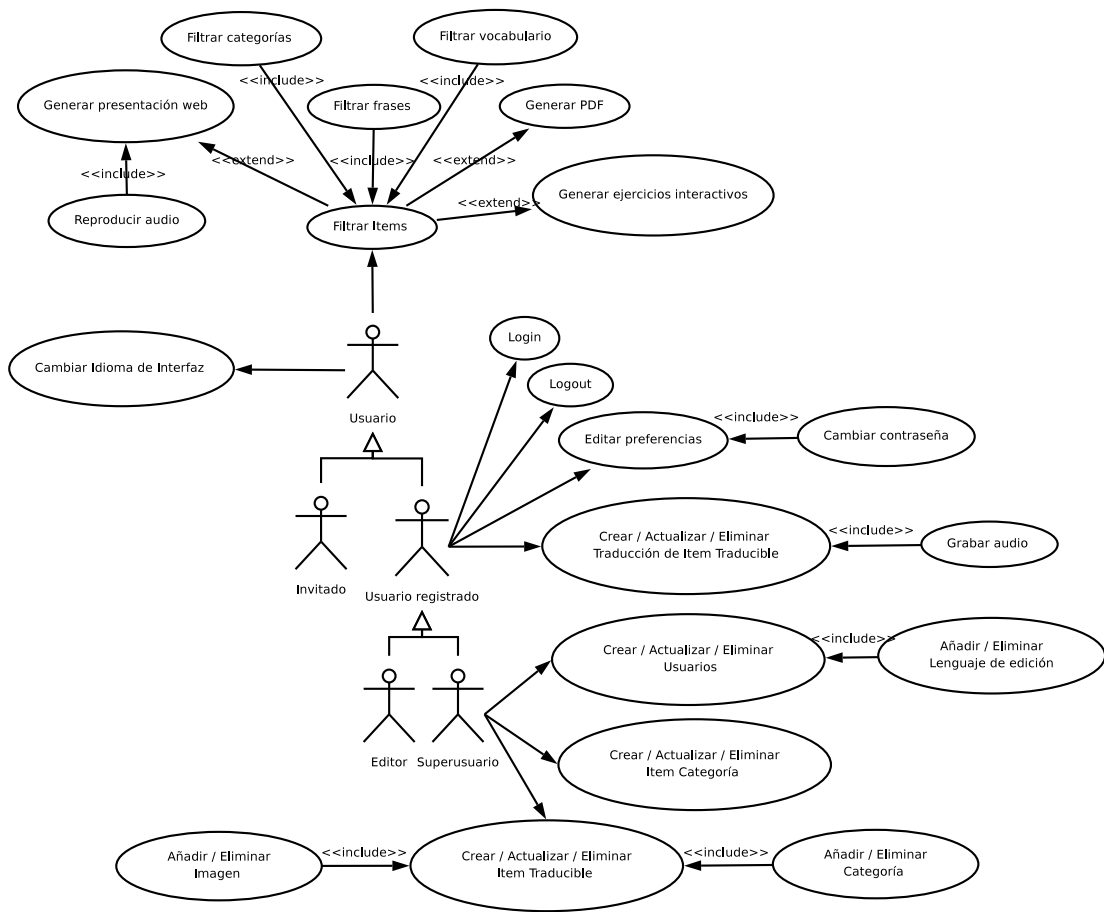 Filtrar categorías
Filtrar vocabulario
<<include>>
<<include>>
Generar presentación web
Filtrar frases
Generar PDF
<<extend>>
<<include>>
<<extend>>
<<include>>
Generar ejercicios interactivos
<<extend>>
Reproducir audio
Filtrar Items
Login
Cambiar Idioma de Interfaz
Logout
Usuario
<<include>>
Editar preferencias
Cambiar contraseña
Crear / Actualizar / Eliminar
Traducción de Item Traducible
<<include>>
Grabar audio
Invitado
Usuario registrado
Crear / Actualizar / Eliminar
Usuarios
<<include>>
Añadir / Eliminar
Lenguaje de edición
Editor
Superusuario
Crear / Actualizar / Eliminar
Item Categoría
Añadir / Eliminar
Imagen
<<include>>
Crear / Actualizar / Eliminar
Item Traducible
<<include>>
Añadir / Eliminar
Categoría